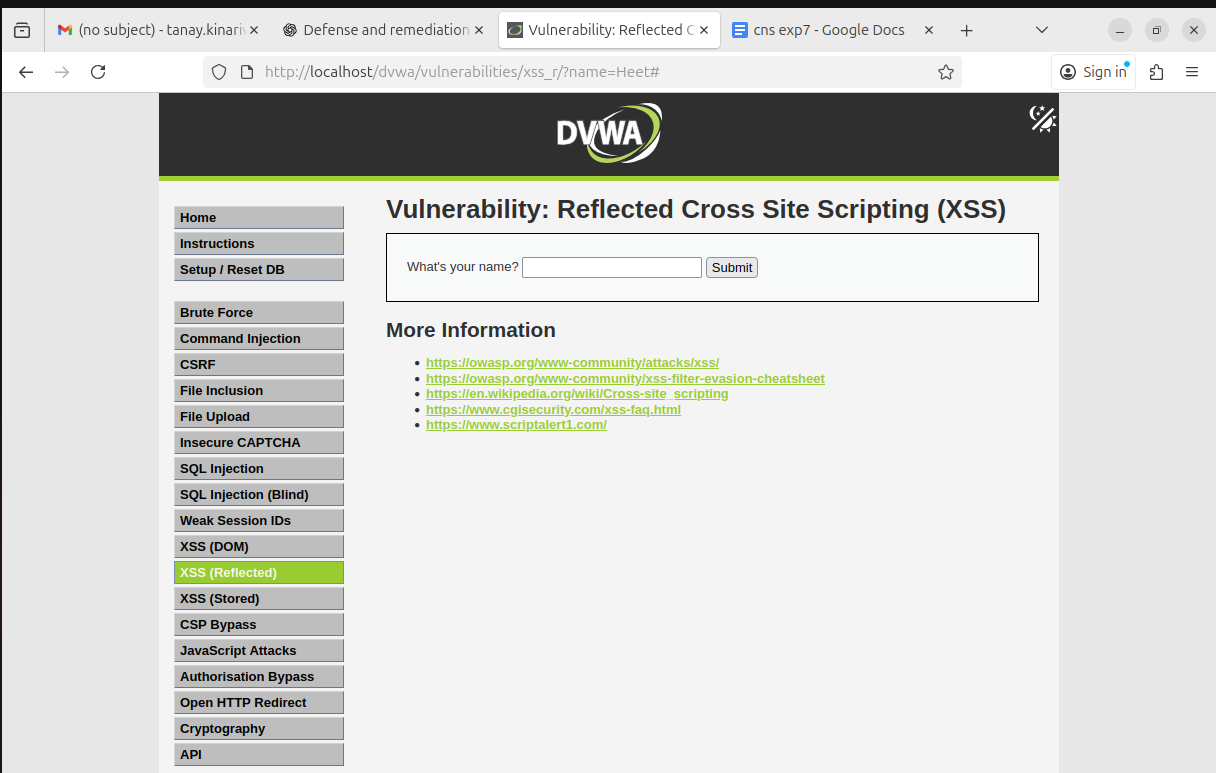 (no subject) - tanay.kinari
Defense and remediation
Vulnerability: Reflected C
cns exp7 - Google Docs
http://localhost/dvwa/vulnerabilities/xss_r/?name=Heet#
Sign in
DVWA
Home
Instructions
Setup / Reset DB
Brute Force
Command Injection
CSRF
File Inclusion
File Upload
Insecure CAPTCHA
SQL Injection
SQL Injection (Blind)
Weak Session IDs
XSS (DOM)
XSS (Reflected)
XSS (Stored)
CSP Bypass
JavaScript Attacks
Authorisation Bypass
Open HTTP Redirect
Cryptography
API
Vulnerability: Reflected Cross Site Scripting (XSS)
What's your name? Submit
More Information
https://owasp.org/www-community/attacks/xss/
https://owasp.org/www-community/xss-filter-evasion-cheatsheet
https://en.wikipedia.org/wiki/Cross-site_scripting
https://www.cgisecurity.com/xss-faq.html
https://www.scriptalert1.com/